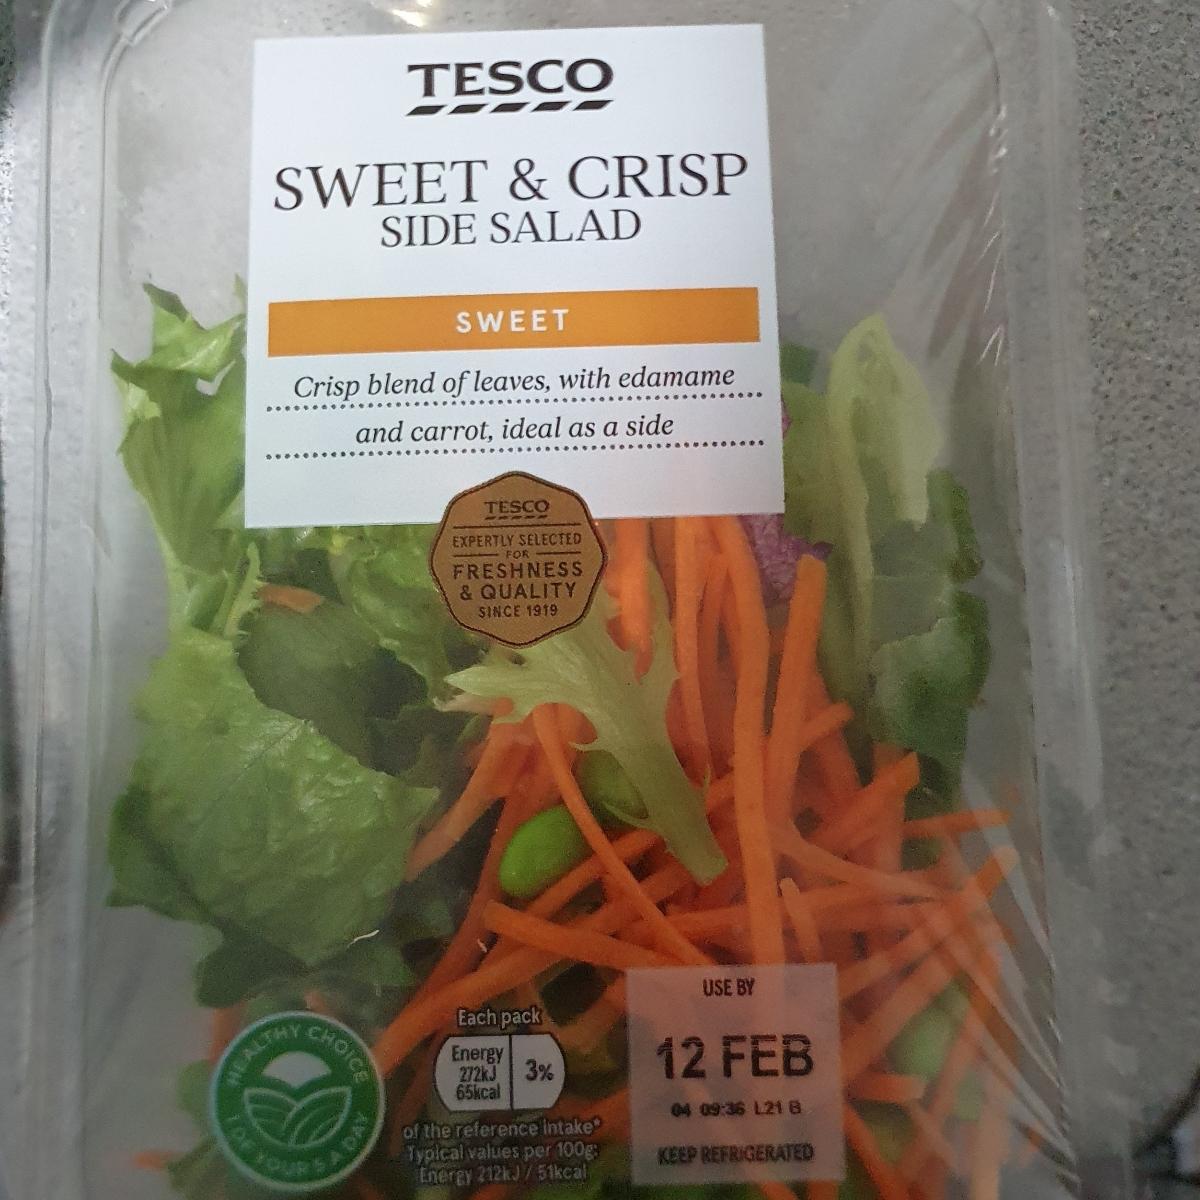 TESCO
SWEET & CRISP
SIDE SALAD
SWEET
Crisp blend of leaves, with edamame
and carrot, ideal as a side
TESCO
EXPERTLY SELECTED
FOR
FRESHNESS
& QUALITY
SINCE 1919
HEALTHY CHOICE
1 OF YOUR 5 A DAY
Each pack
Energy
272kJ
65kcal
3%
of the reference intake*
Typical values per 100g:
Energy 212kJ / 51kcal
USE BY
12 FEB
04 09:36 L21 B
KEEP REFRIGERATED